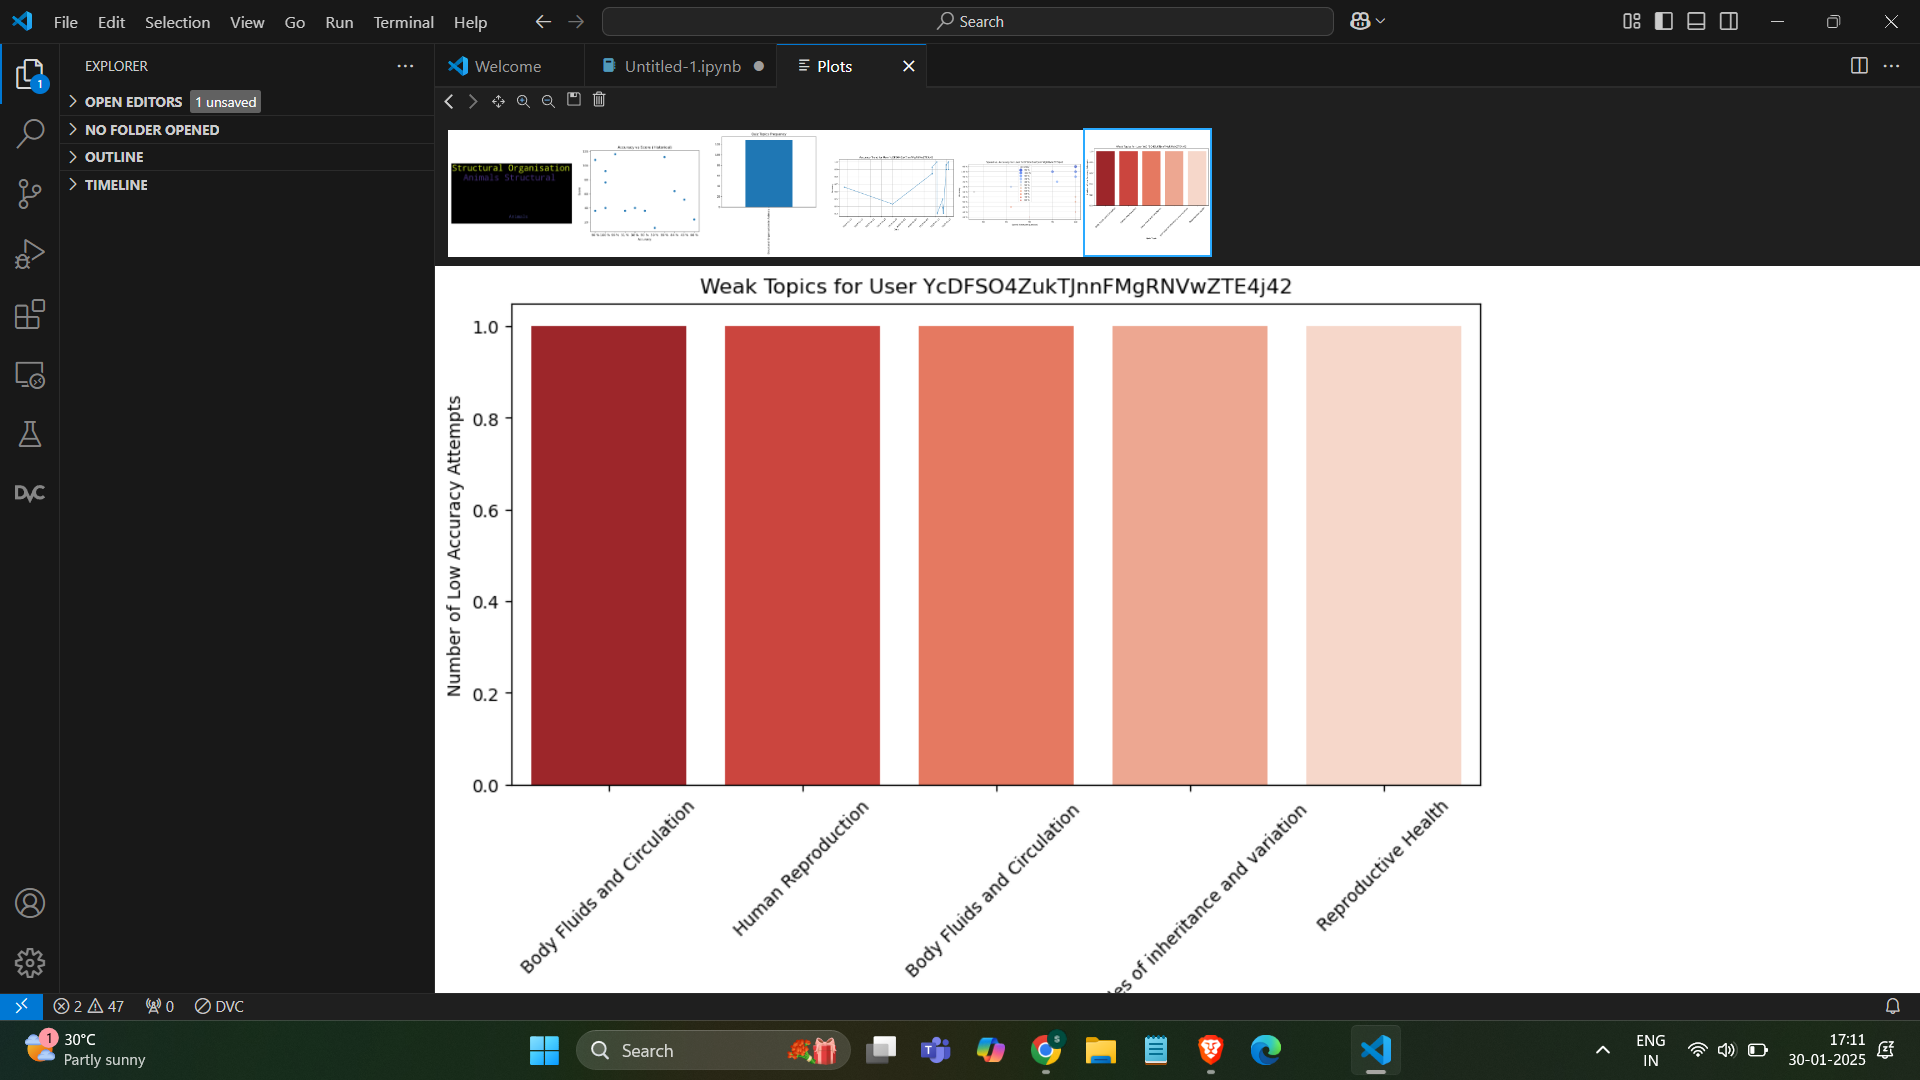 File Edit Selection View Go Run Terminal Help
Search
EXPLORER
1
OPEN EDITORS 1 unsaved
NO FOLDER OPENED
OUTLINE
TIMELINE
DVC
Welcome
Untitled-1.ipynb
Plots
Structural Organisation
Animals Structural
Animals
Weak Topics for User YcDFSO4ZukTJnnFMgRNVwZTE4j42
Number of Low Accuracy Attempts
1.0
0.8
0.6
0.4
0.2
0.0
Body Fluids and Circulation
Human Reproduction
Body Fluids and Circulation
of inheritance and variation
Reproductive Health
2 47 0 DVC
1
30°C
Partly sunny
Search
ENG
IN
17:11
30-01-2025